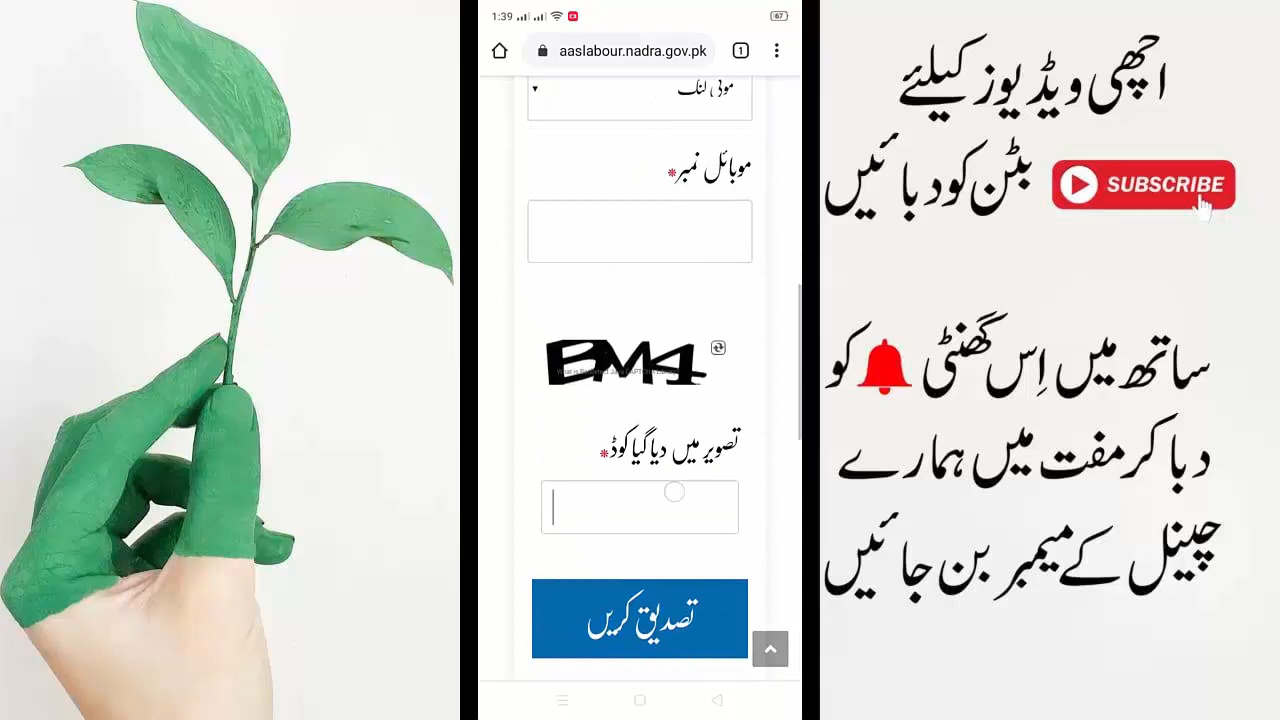 1:39
67
aaslabour.nadra.gov.pk
1
موبی لنک
موبائل نمبر*
BM4
تصویر میں دیا گیا کوڈ*
تصدیق کریں
اچھی ویڈیوز کیلئے
SUBSCRIBE بٹن کو دبائیں
ساتھ میں اِس گھنٹی کو
دبا کر مفت میں ہمارے
چینل کے میمبر بن جائیں